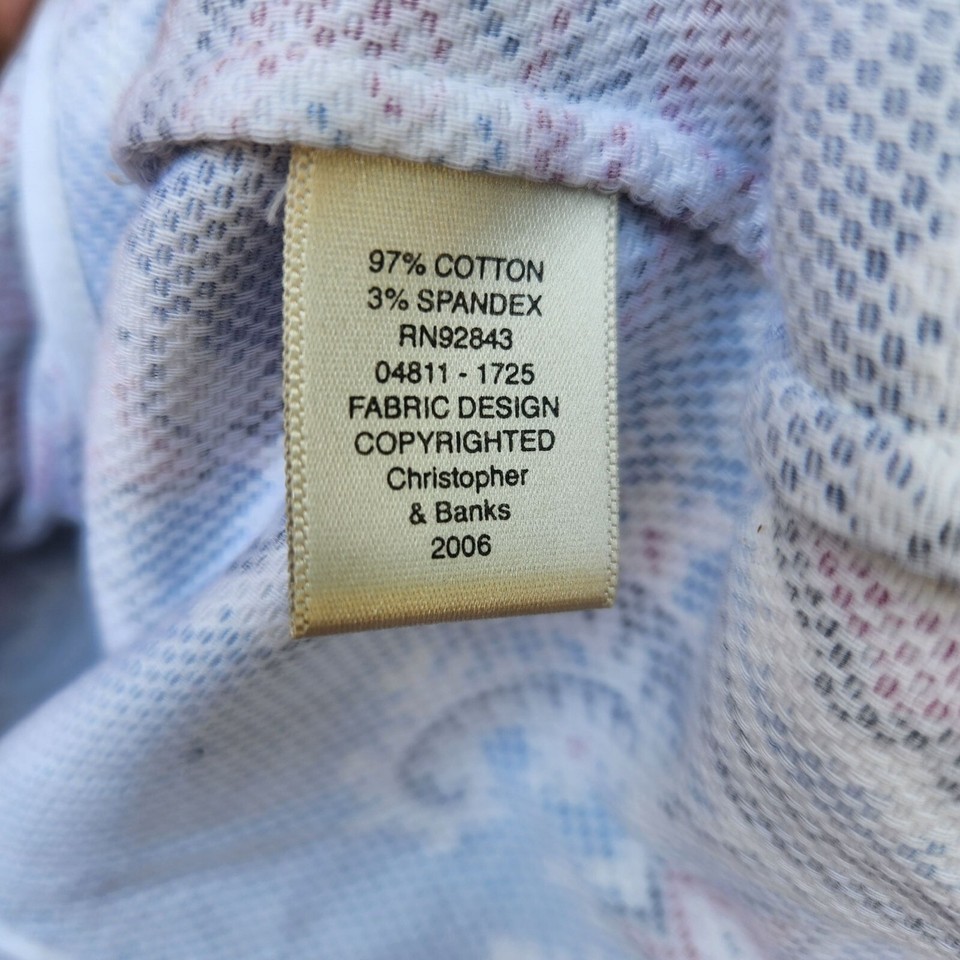 97% COTTON
3% SPANDEX
RN92843
04811 - 1725
FABRIC DESIGN
COPYRIGHTED
Christopher
& Banks
2006